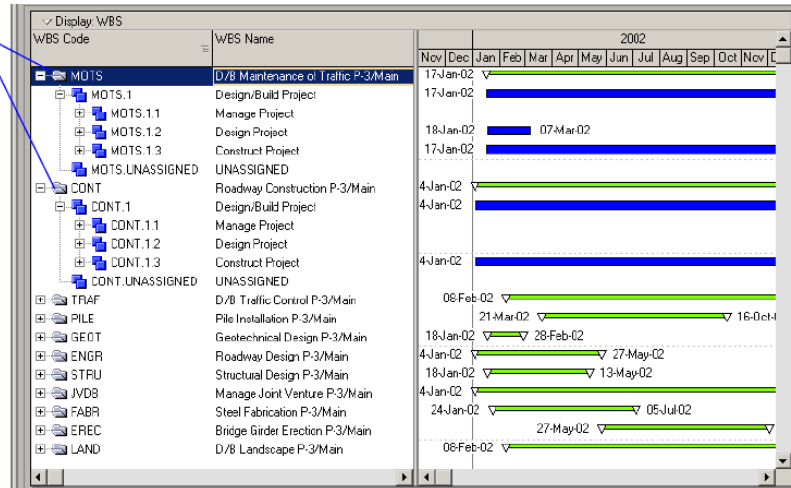 Display: WBS
WBS Code WBS Name 2002
Nov Dec Jan Feb Mar Apr May Jun Jul Aug Sep Oct Nov
MOTS D/B Maintenance of Traffic P-3/Main 17-Jan-02
MOTS.1 Design/Build Project 17-Jan-02
MOTS.1.1 Manage Project
MOTS.1.2 Design Project 18-Jan-02 07-Mar-02
MOTS.1.3 Construct Project 17-Jan-02
MOTS.UNASSIGNED UNASSIGNED
CONT Roadway Construction P-3/Main 4-Jan-02
CONT.1 Design/Build Project 4-Jan-02
CONT.1.1 Manage Project
CONT.1.2 Design Project
CONT.1.3 Construct Project 4-Jan-02
CONT.UNASSIGNED UNASSIGNED
TRAF D/B Traffic Control P-3/Main 08-Feb-02
PILE Pile Installation P-3/Main 21-Mar-02 16-Oct-
GEOT Geotechnical Design P-3/Main 18-Jan-02 28-Feb-02
ENGR Roadway Design P-3/Main 4-Jan-02 27-May-02
STRU Structural Design P-3/Main 18-Jan-02 13-May-02
JVDB Manage Joint Venture P-3/Main 4-Jan-02
FABR Steel Fabrication P-3/Main 24-Jan-02 05-Jul-02
EREC Bridge Girder Erection P-3/Main 27-May-02
LAND D/B Landscape P-3/Main 08-Feb-02